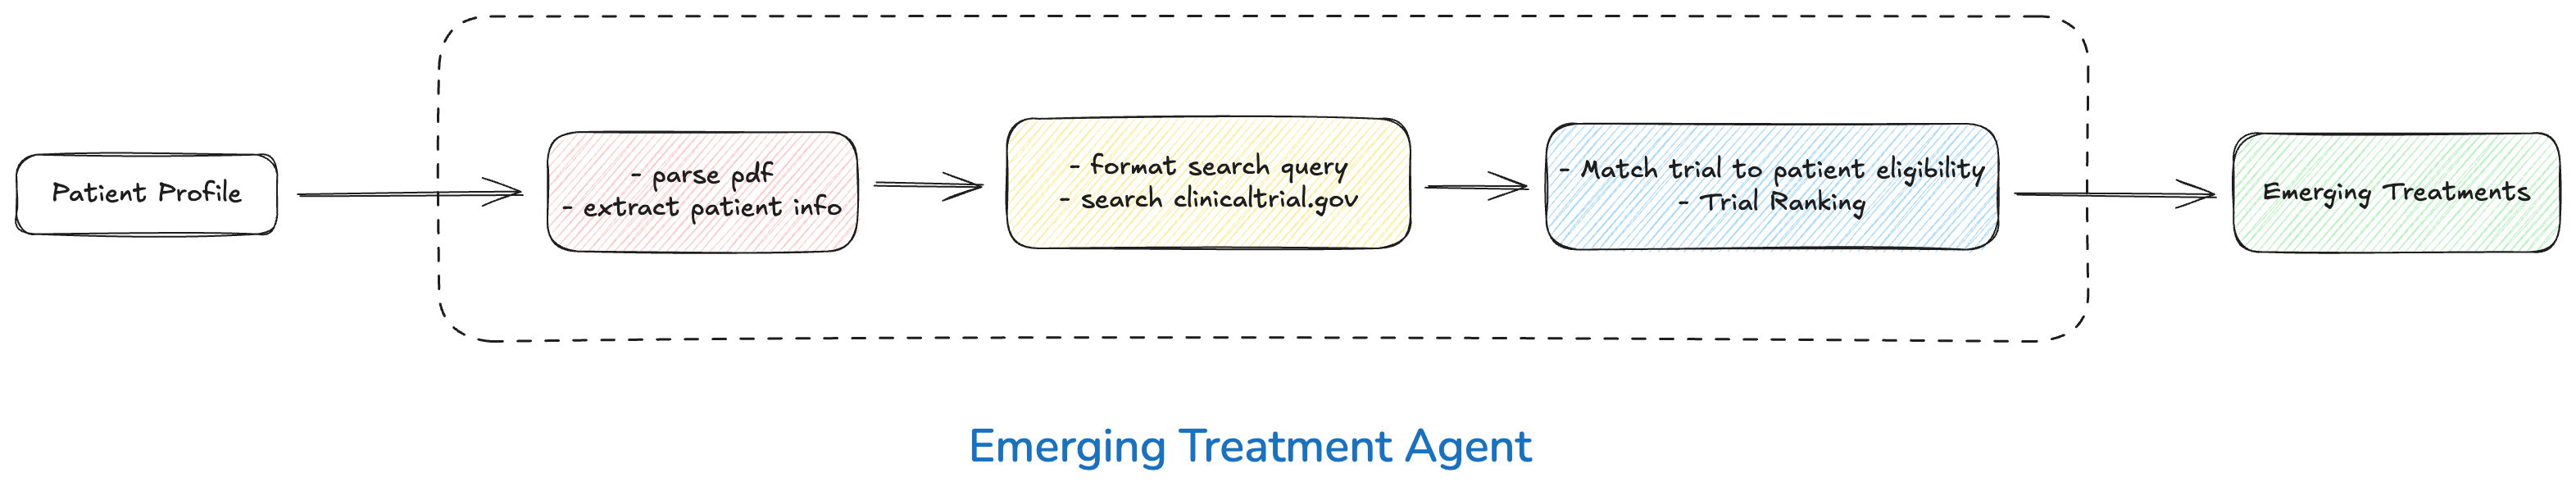 Patient Profile
- parse pdf
- extract patient info
- format search query
- search clinicaltrial.gov
- Match trial to patient eligibility
- Trial Ranking
Emerging Treatments
Emerging Treatment Agent